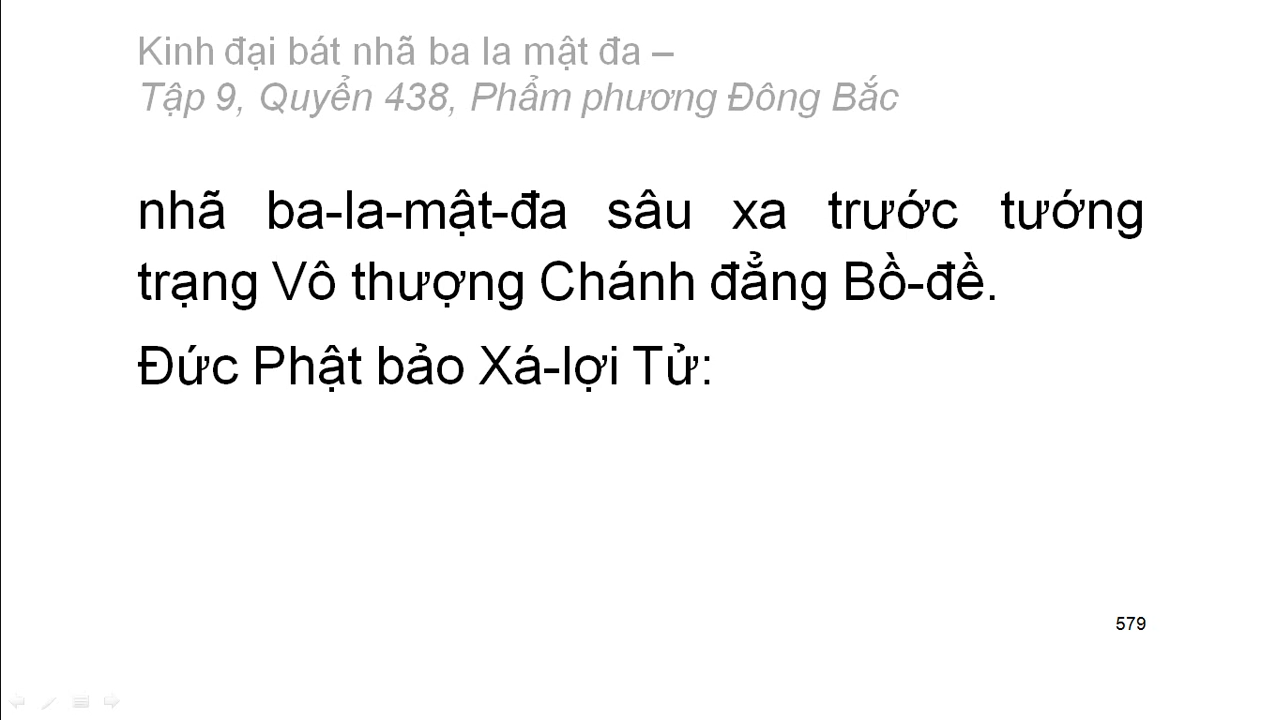 Kinh đại bát nhã ba la mật đa –
Tập 9, Quyển 438, Phẩm phương Đông Bắc
nhã ba-la-mật-đa sâu xa trước tướng
trạng Vô thượng Chánh đẳng Bồ-đề.
Đức Phật bảo Xá-lợi Tử:
579